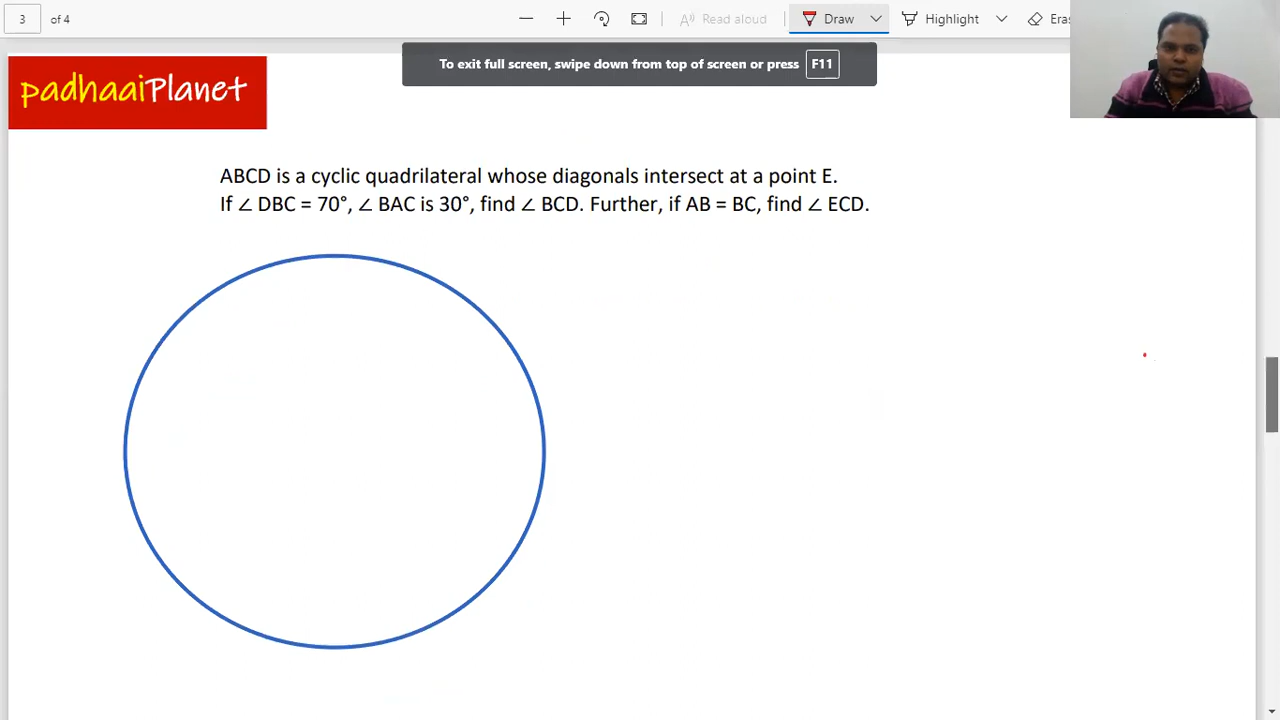 3 of 4
Read aloud
Draw
Highlight
To exit full screen, swipe down from top of screen or press F11
padhaaiPlanet
ABCD is a cyclic quadrilateral whose diagonals intersect at a point E.
If ∠ DBC = 70°, ∠ BAC is 30°, find ∠ BCD. Further, if AB = BC, find ∠ ECD.